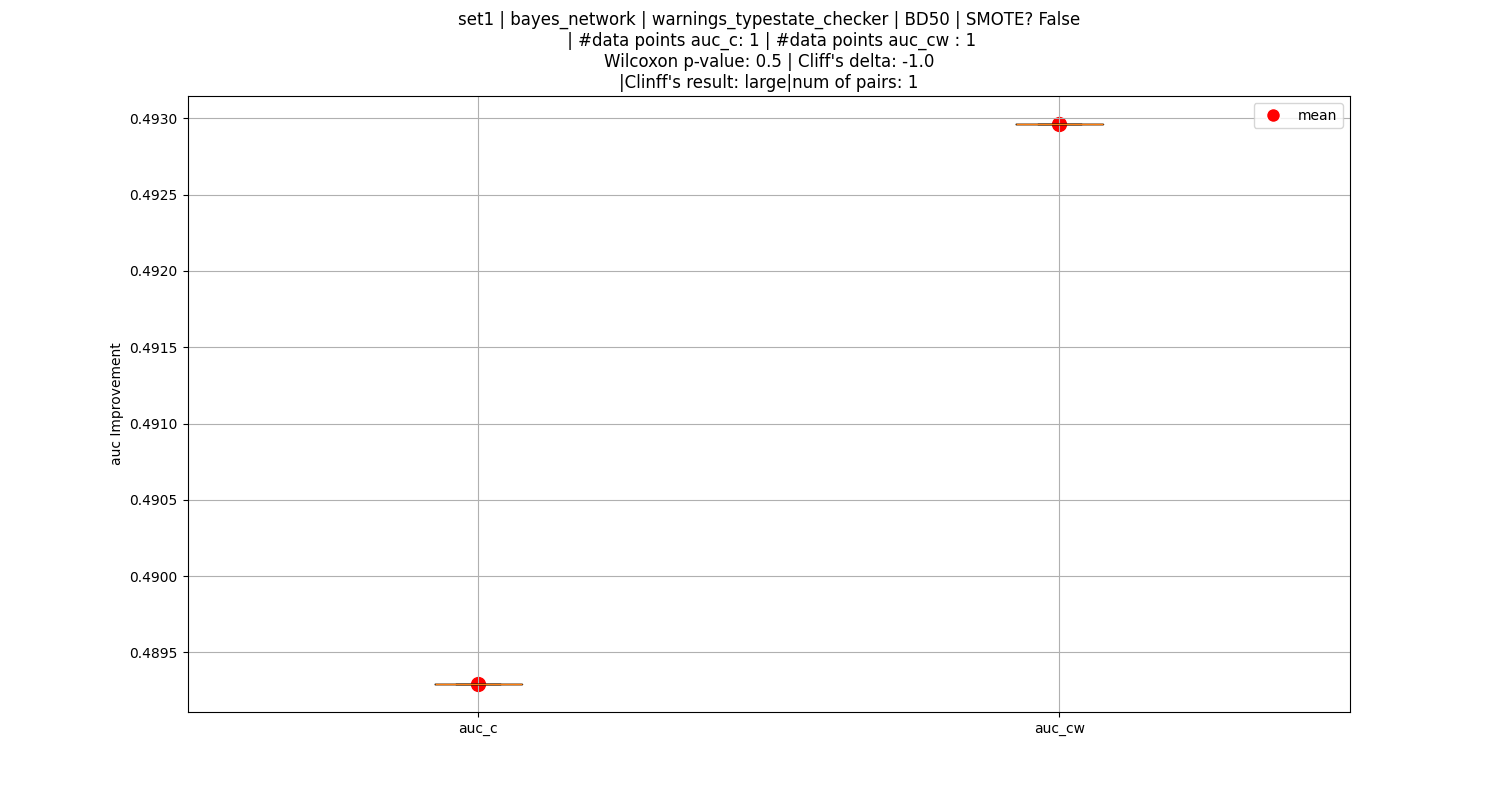 set1 | bayes_network | warnings_typestate_checker | BD50 | SMOTE? False
| #data points auc_c: 1 | #data points auc_cw : 1
Wilcoxon p-value: 0.5 | Cliff's delta: -1.0
|Clinff's result: large|num of pairs: 1
mean
0.4930
0.4925
0.4920
0.4915
0.4910
0.4905
0.4900
0.4895
auc Improvement
auc_c
auc_cw